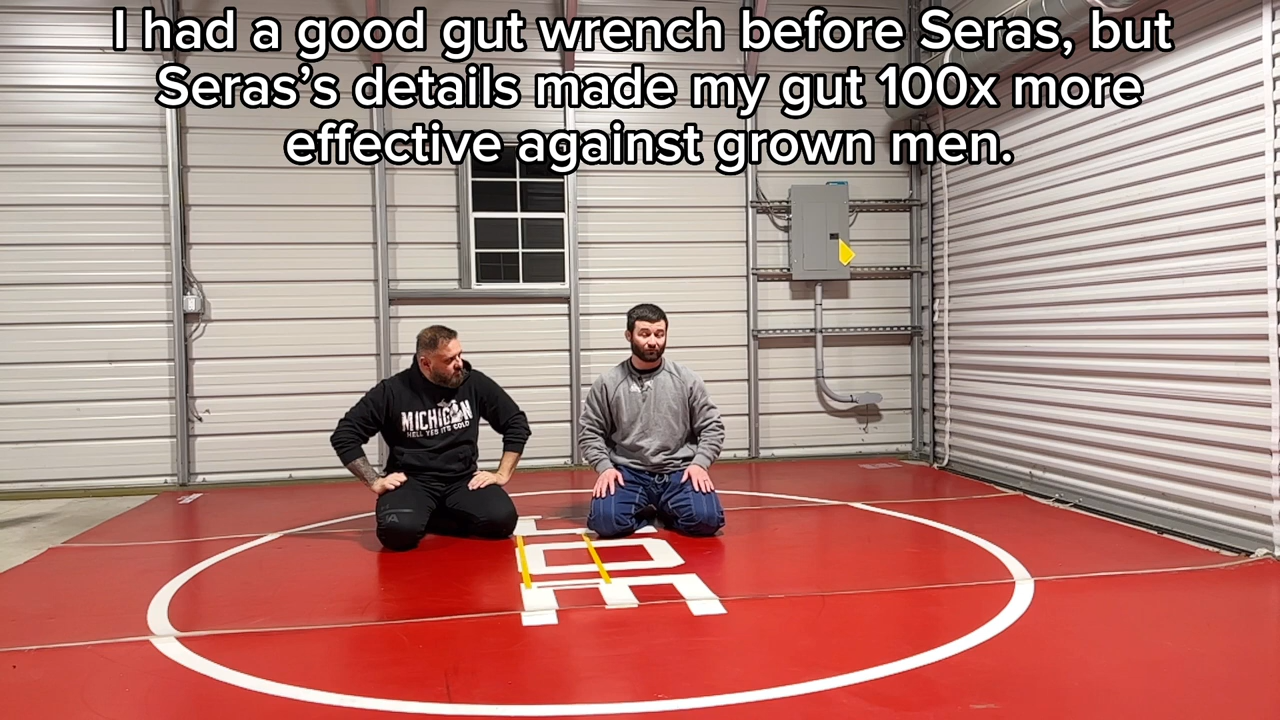 I had a good gut wrench before Seras, but
Seras's details made my gut 100x more
effective against grown men.
MICHIGAN
HELL YES IT'S COLD